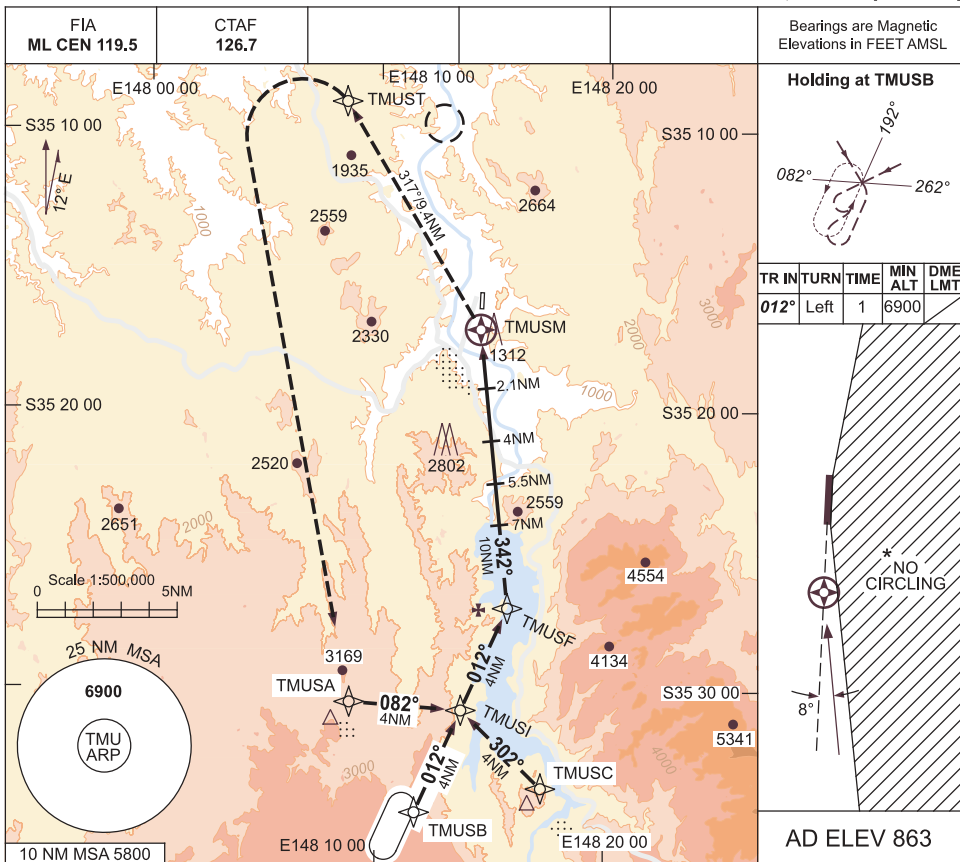 FIA
ML CEN 119.5
CTAF
126.7
Bearings are Magnetic
Elevations in FEET AMSL
E148 00 00
E148 10 00
E148 20 00
TMUST
S35 10 00
S35 10 00
12° E
1935
317°/9.4NM
2559
2664
1000
3000
2000
2330
TMUSM
1312
2.1NM
1000
S35 20 00
S35 20 00
4NM
2802
2520
5.5NM
2559
7NM
2651
2000
342°
10NM
4554
Scale 1:500,000
0
5NM
TMUSF
25 NM MSA
6900
TMU
ARP
3169
4134
012°
4NM
TMUSA
082°
4NM
TMUSI
S35 30 00
5341
302°
4NM
TMUSC
012°
4NM
3000
4000
TMUSB
E148 10 00
E148 20 00
10 NM MSA 5800
Holding at TMUSB
192°
082°
262°
TR IN TURN TIME MIN ALT DME LMT
012° Left 1 6900
*NO
CIRCLING
8°
AD ELEV 863